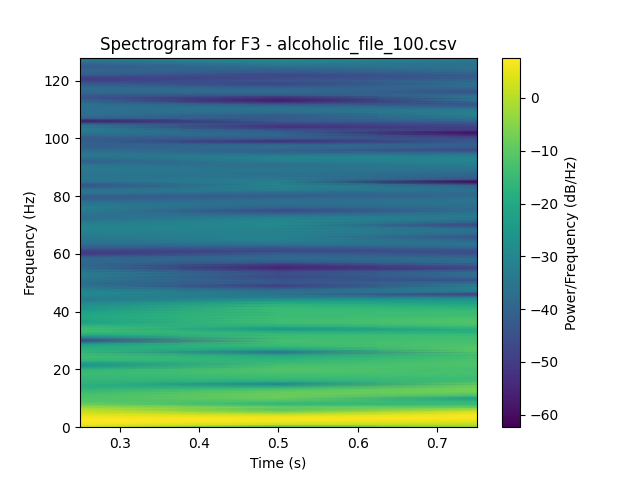 Spectrogram for F3 - alcoholic_file_100.csv
120
100
80
60
40
20
0
Frequency (Hz)
0.3 0.4 0.5 0.6 0.7
Time (s)
0
−10
−20
−30
−40
−50
−60
Power/Frequency (dB/Hz)